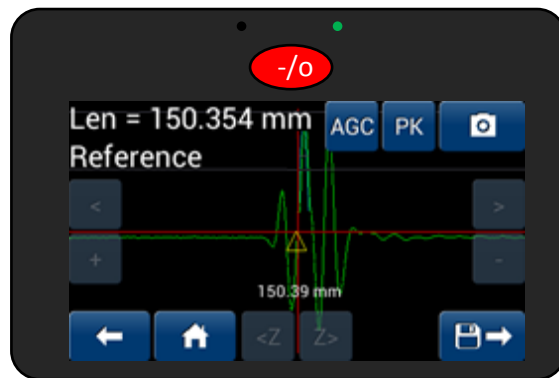 -/o
Len = 150.354 mm AGC PK
Reference
< >
+ -
150.39 mm
<Z Z>